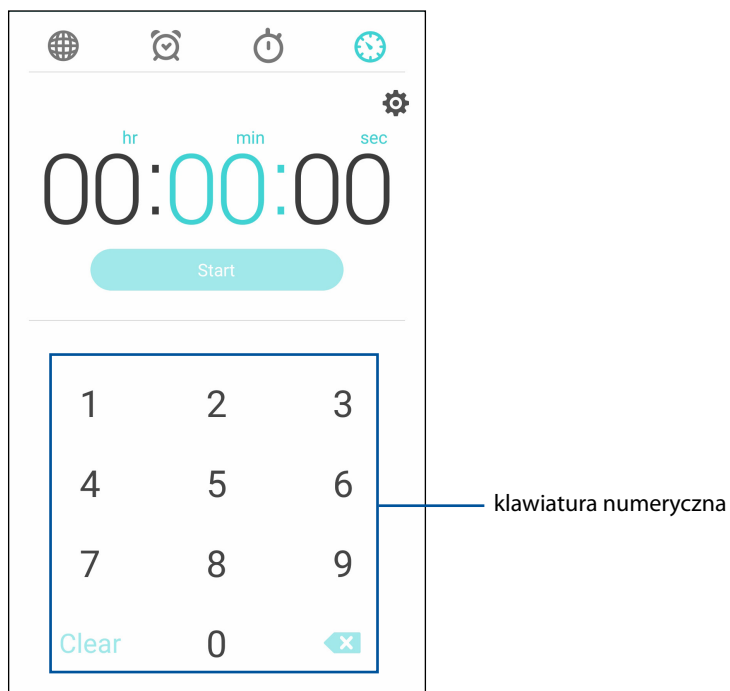 hr min sec
00:00:00
Start
1 2 3
4 5 6
klawiatura numeryczna
7 8 9
Clear 0